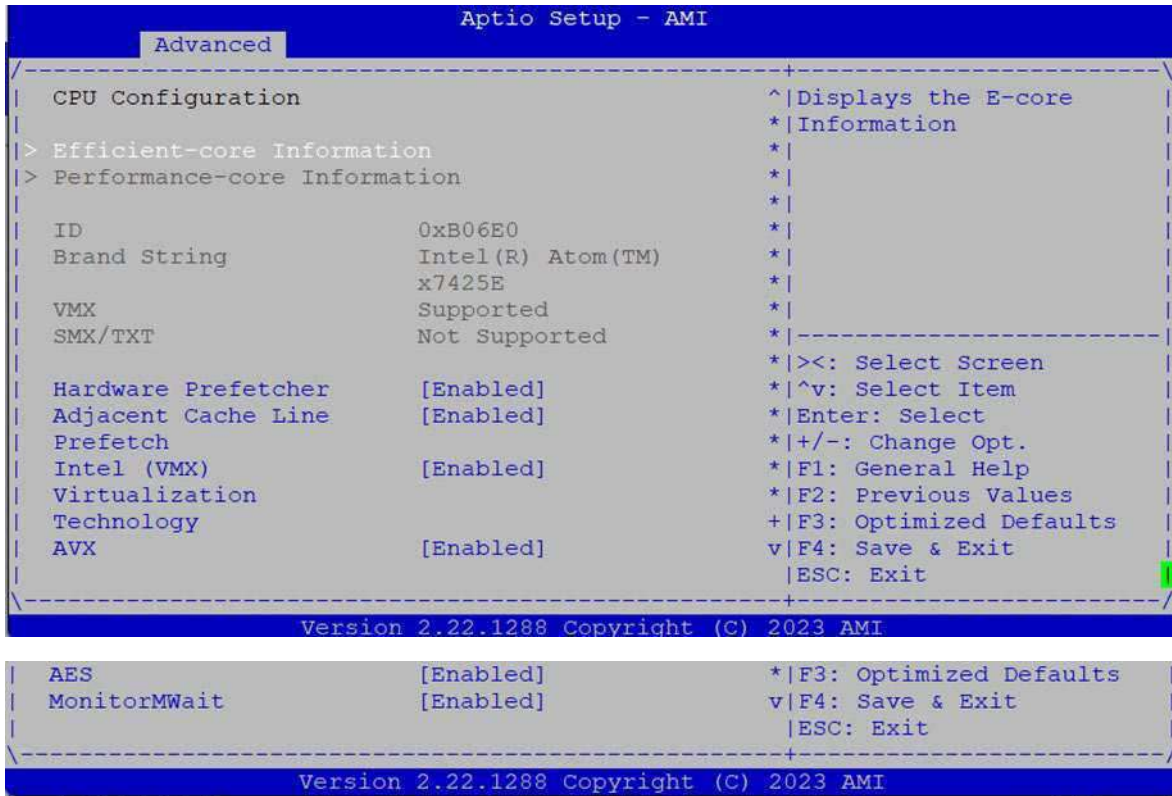 Aptio Setup - AMI
Advanced
/----------------------------------------------------+-------------------------\
| CPU Configuration ^|Displays the E-core |
| *|Information |
|> Efficient-core Information *| |
|> Performance-core Information *| |
| *| |
| ID 0xB06E0 *| |
| Brand String Intel(R) Atom(TM) *| |
| x7425E *| |
| VMX Supported *| |
| SMX/TXT Not Supported *|-------------------------|
| *|><: Select Screen |
| Hardware Prefetcher [Enabled] *|^v: Select Item |
| Adjacent Cache Line [Enabled] *|Enter: Select |
| Prefetch *|+/-: Change Opt. |
| Intel (VMX) [Enabled] *|F1: General Help |
| Virtualization *|F2: Previous Values |
| Technology +|F3: Optimized Defaults |
| AVX [Enabled] v|F4: Save & Exit |
| |ESC: Exit |
\----------------------------------------------------+-------------------------/
Version 2.22.1288 Copyright (C) 2023 AMI
| AES [Enabled] *|F3: Optimized Defaults |
| MonitorMWait [Enabled] v|F4: Save & Exit |
| |ESC: Exit |
\----------------------------------------------------+-------------------------/
Version 2.22.1288 Copyright (C) 2023 AMI